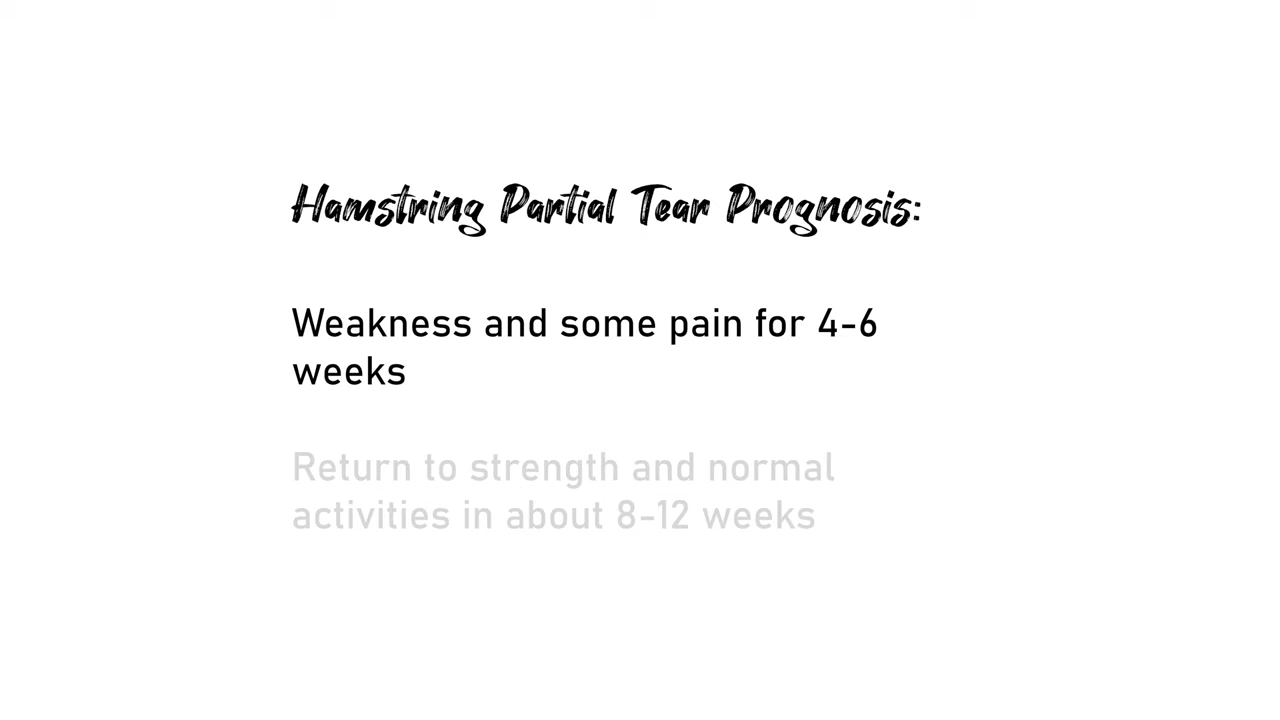 Hamstring Partial Tear Prognosis:
Weakness and some pain for 4-6
weeks
Return to strength and normal
activities in about 8-12 weeks